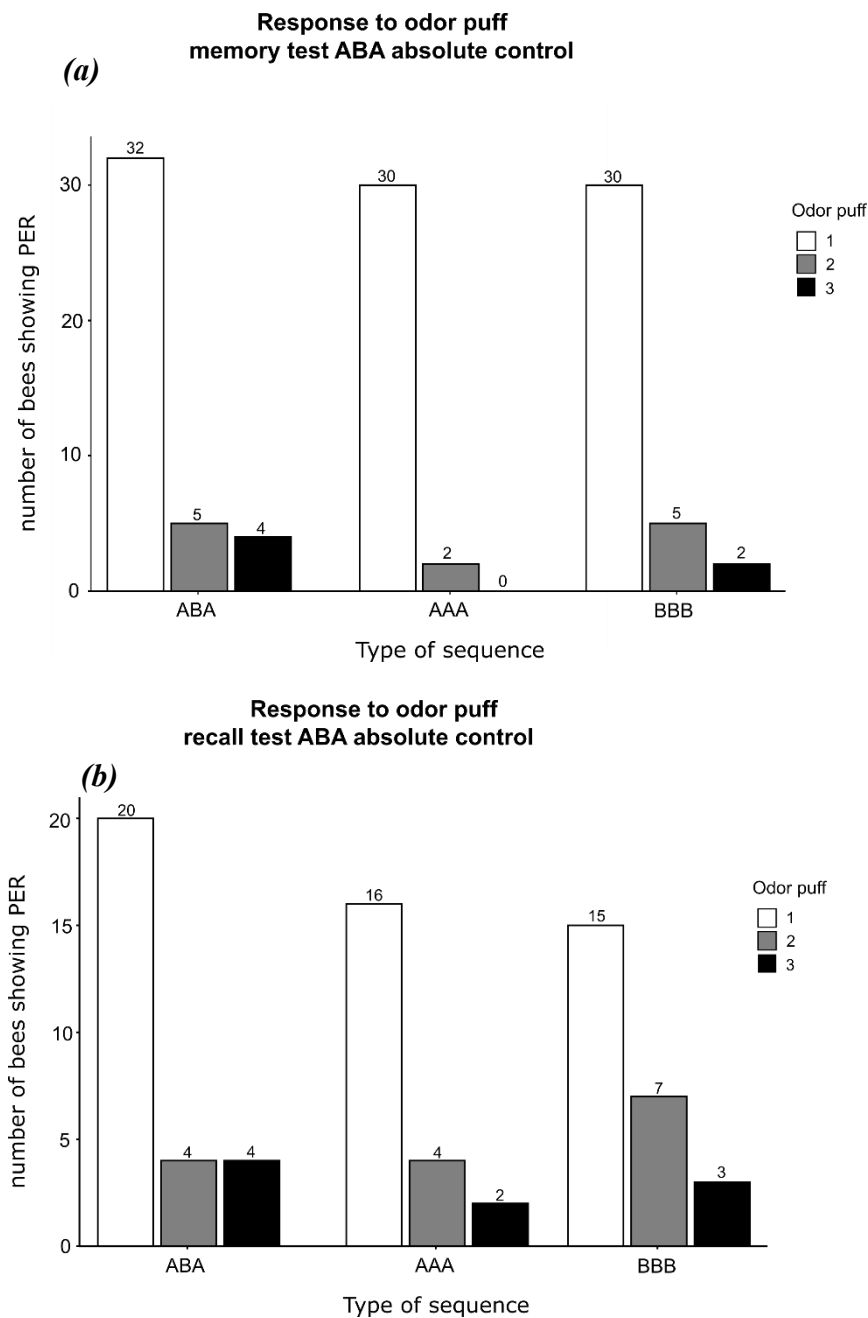 Response to odor puff
memory test ABA absolute control
(a)
number of bees showing PER
30
20
10
0
32
5
4
30
2
0
30
5
2
ABA
AAA
BBB
Type of sequence
Odor puff
1
2
3
Response to odor puff
recall test ABA absolute control
(b)
number of bees showing PER
20
15
10
5
0
20
4
4
16
4
2
15
7
3
ABA
AAA
BBB
Type of sequence
Odor puff
1
2
3